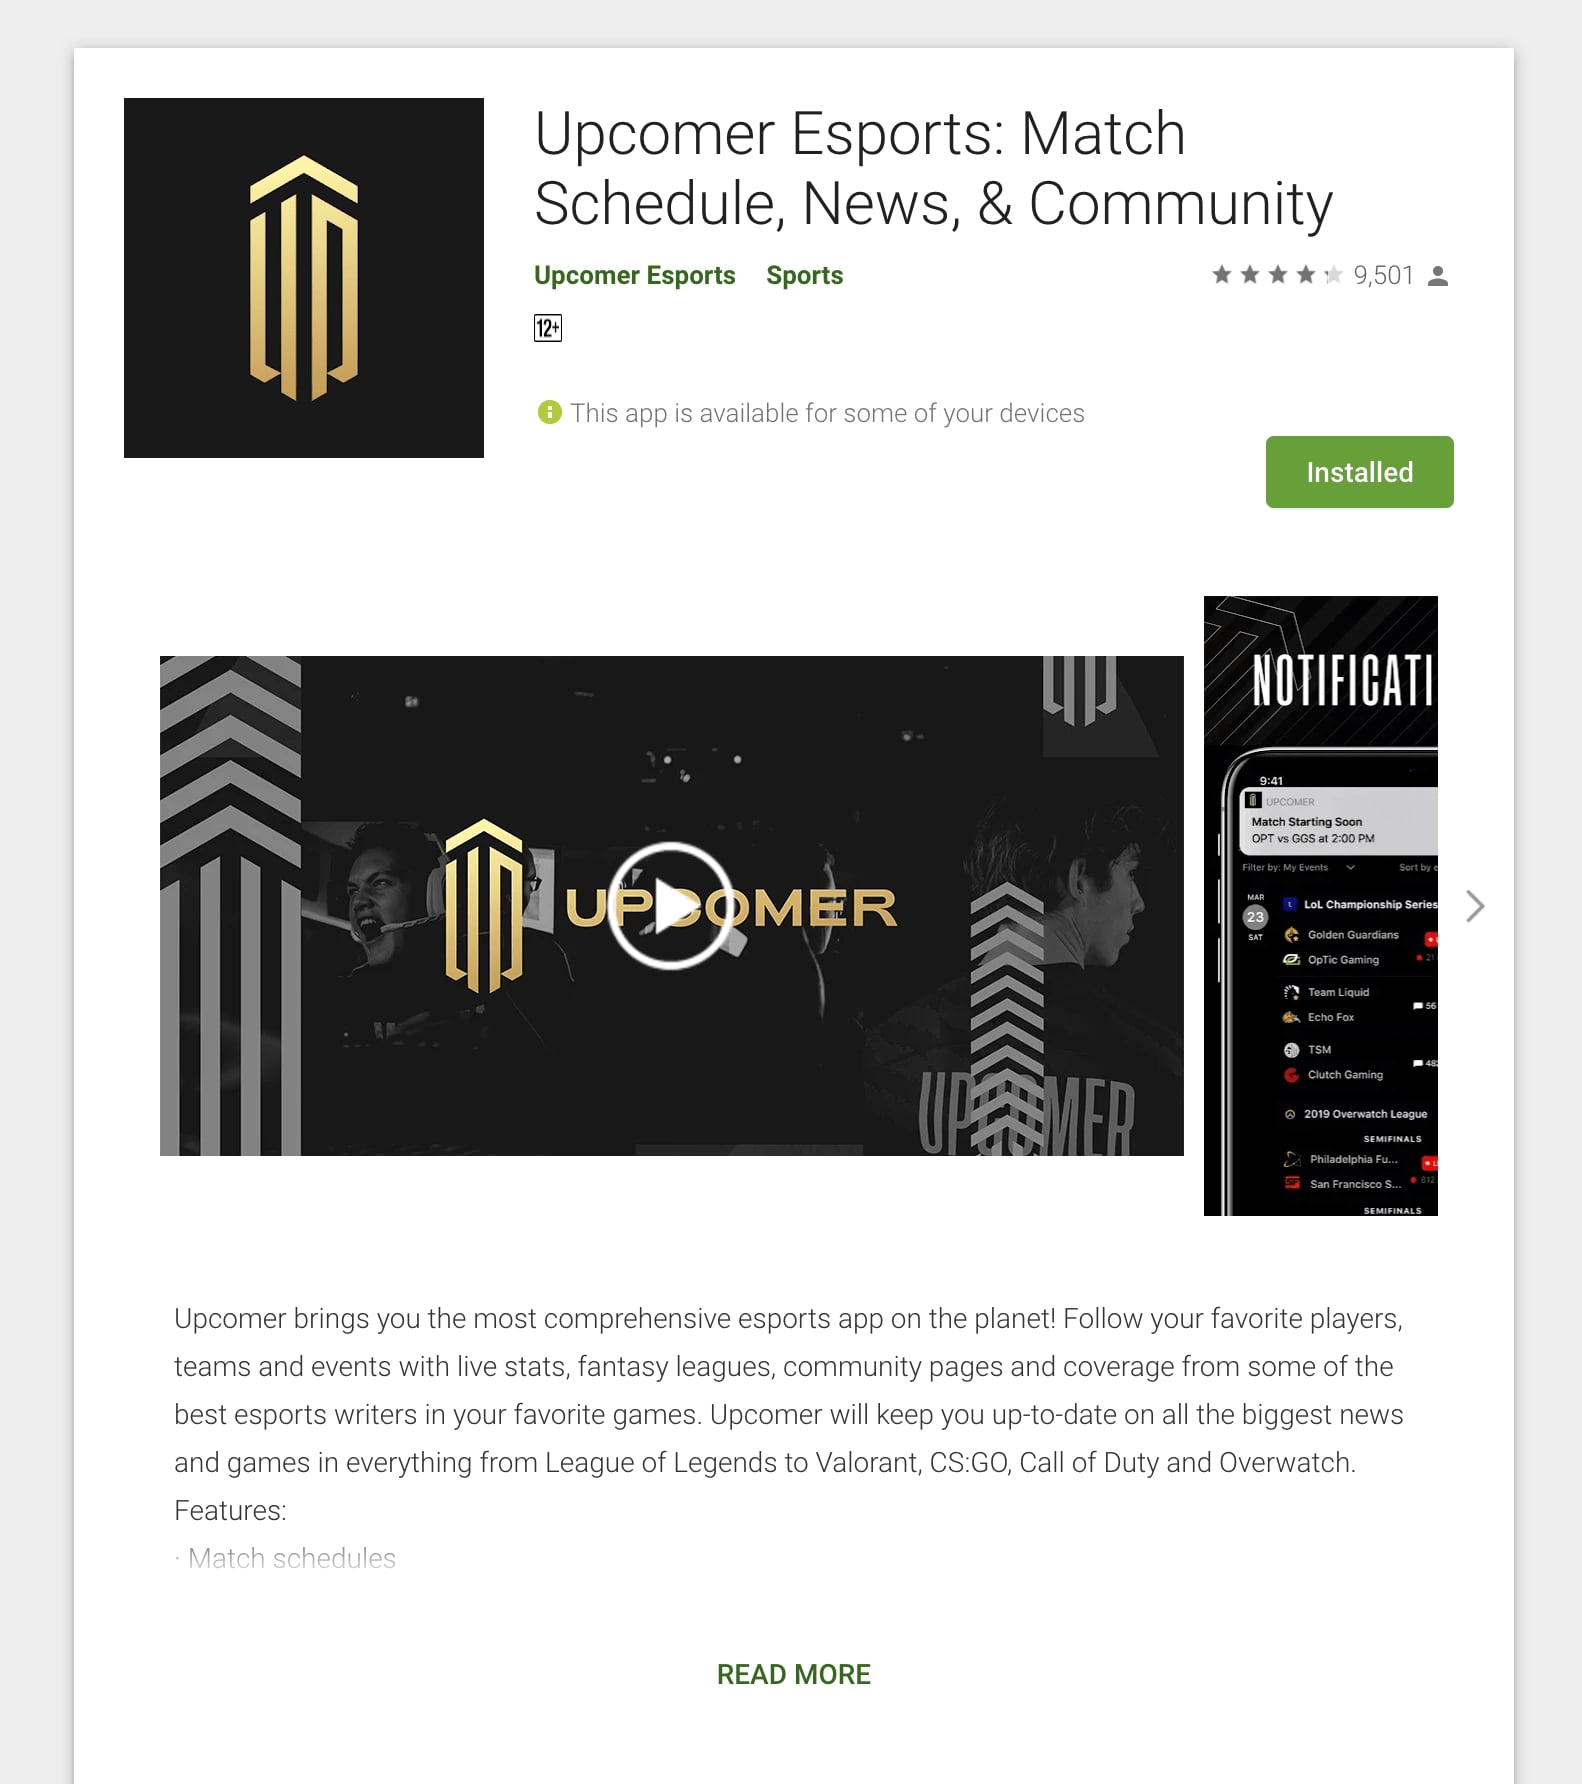 Upcomer Esports: Match
Schedule, News, & Community
Upcomer Esports Sports
9,501
12+
This app is available for some of your devices
Installed
UPCOMER
UPCOMER
NOTIFICATI
9:41
UPCOMER
Match Starting Soon
OPT vs GGS at 2:00 PM
Filter by: My Events
Sort by e
MAR
23
SAT
LoL Championship Series
Golden Guardians
OpTic Gaming
21
Team Liquid
56
Echo Fox
TSM
48
Clutch Gaming
2019 Overwatch League
SEMIFINALS
Philadelphia Fu...
San Francisco S...
812
SEMIFINALS
Upcomer brings you the most comprehensive esports app on the planet! Follow your favorite players,
teams and events with live stats, fantasy leagues, community pages and coverage from some of the
best esports writers in your favorite games. Upcomer will keep you up-to-date on all the biggest news
and games in everything from League of Legends to Valorant, CS:GO, Call of Duty and Overwatch.
Features:
· Match schedules
READ MORE